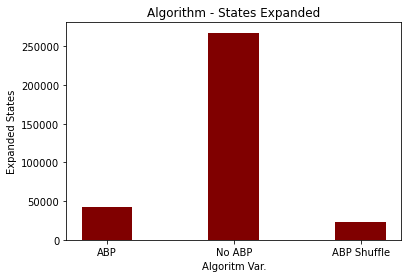 Algorithm - States Expanded
Expanded States
250000
200000
150000
100000
50000
0
ABP
No ABP
ABP Shuffle
Algoritm Var.